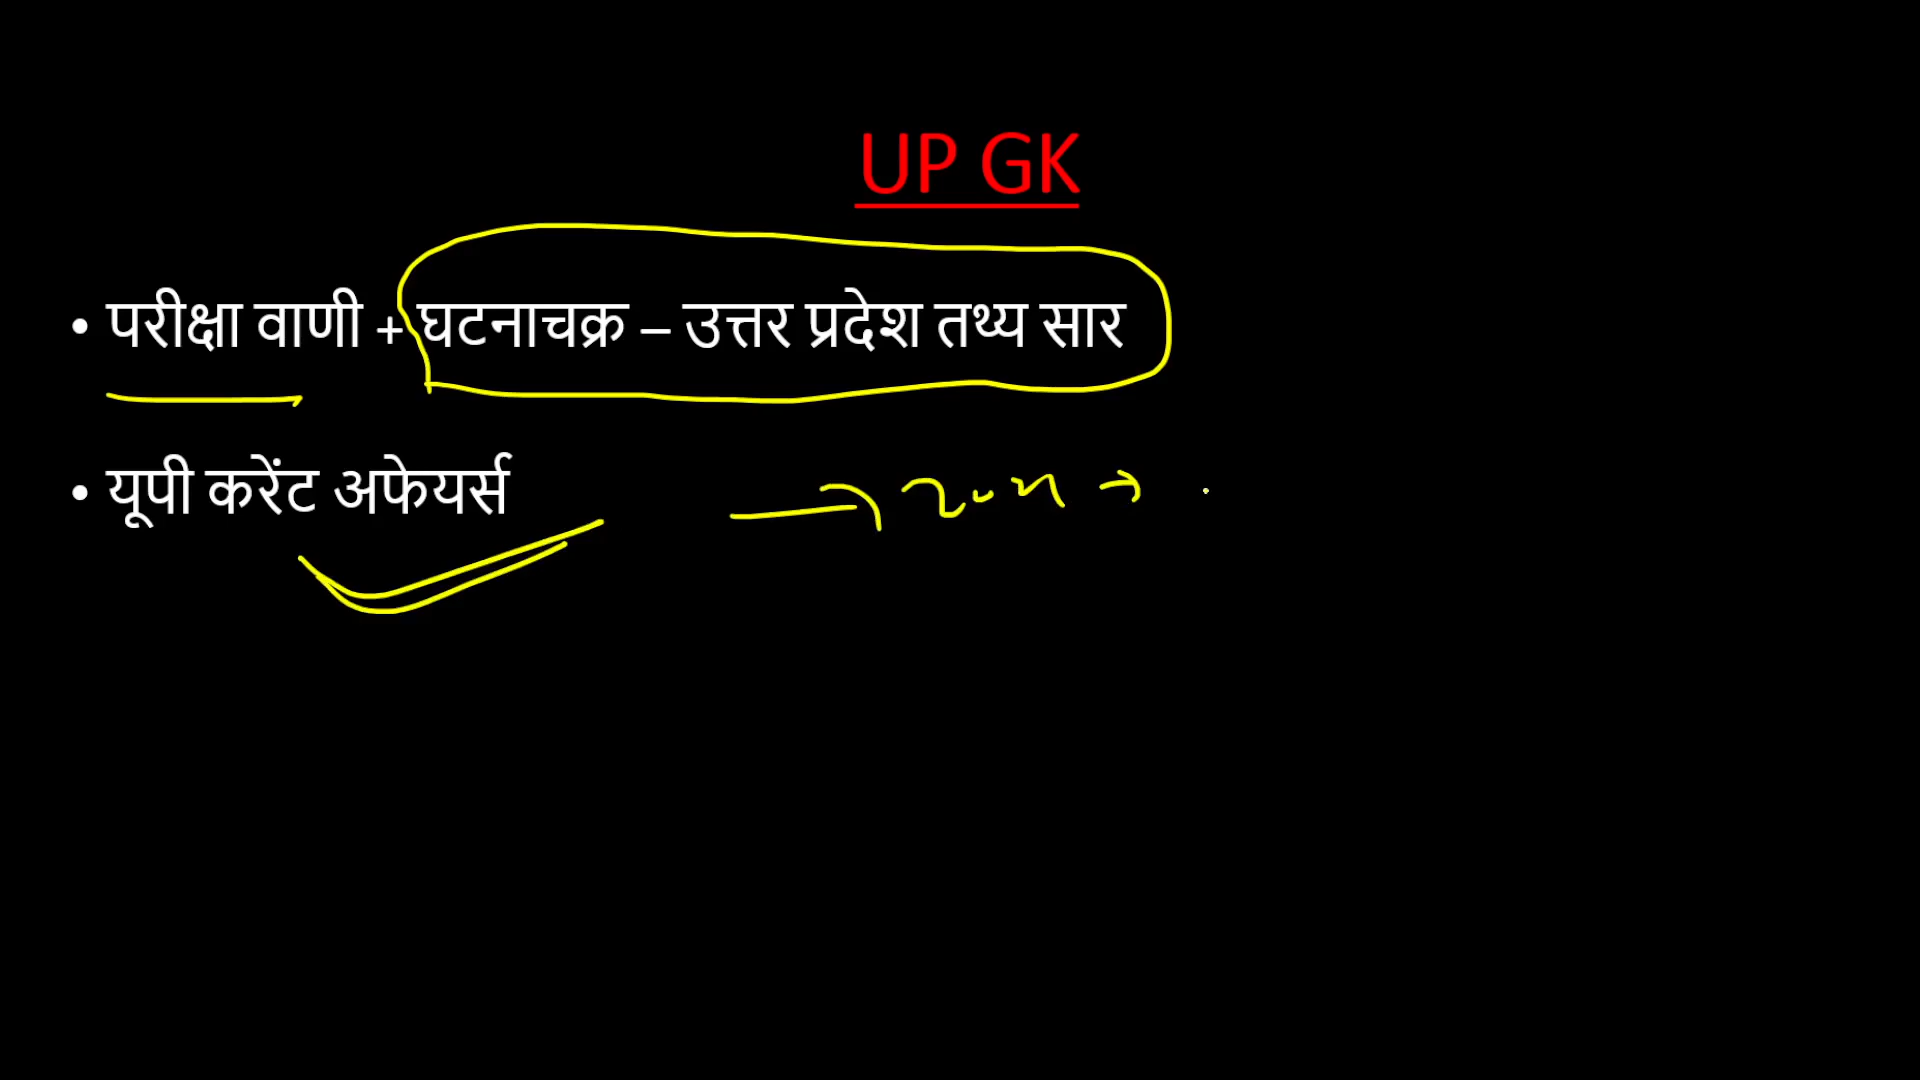 UP GK
• परीक्षा वाणी + घटनाचक्र – उत्तर प्रदेश तथ्य सार
• यूपी करेंट अफेयर्स